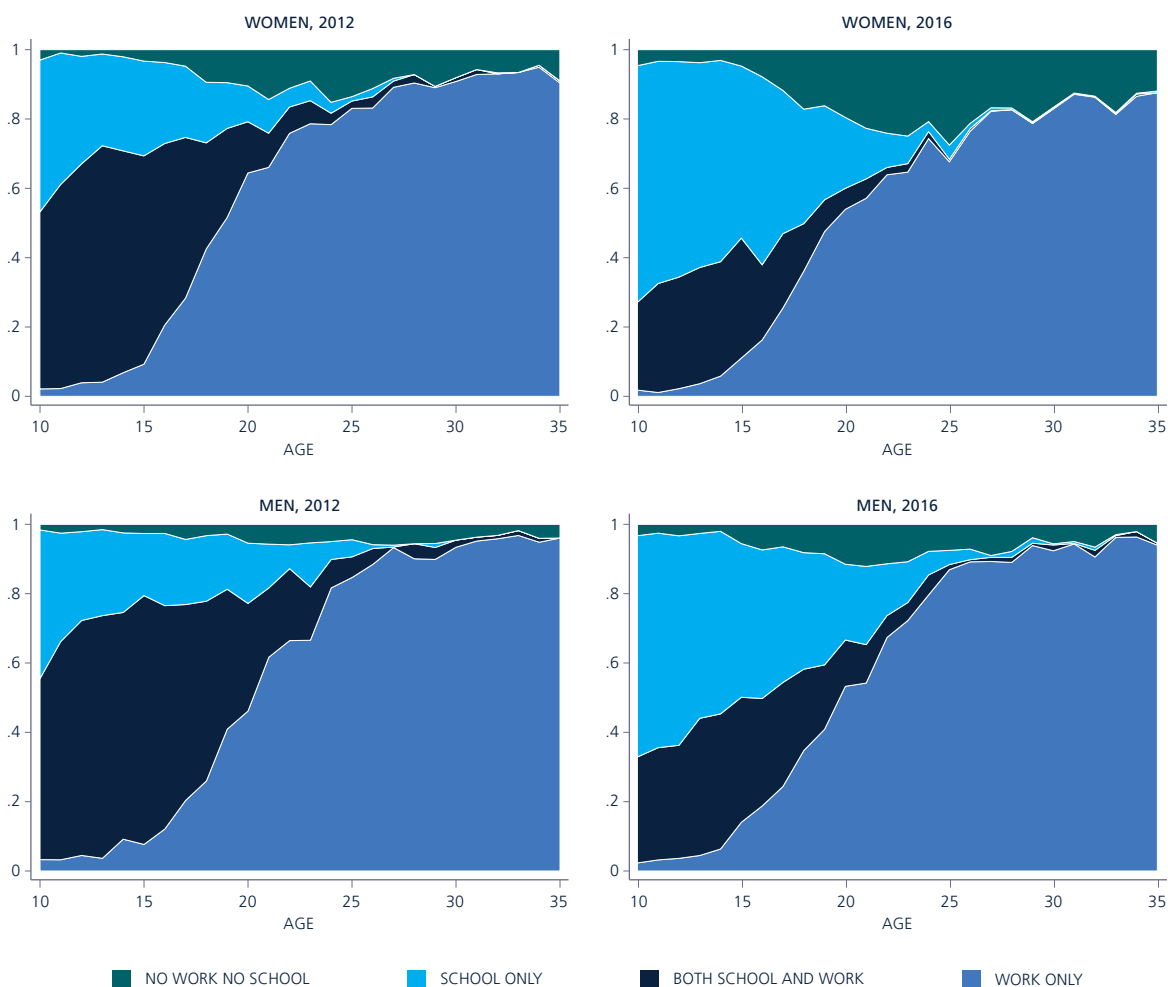 WOMEN, 2012
1
.8
.6
.4
.2
0
10 15 20 25 30 35
AGE
WOMEN, 2016
1
.8
.6
.4
.2
0
10 15 20 25 30 35
AGE
MEN, 2012
1
.8
.6
.4
.2
0
10 15 20 25 30 35
AGE
MEN, 2016
1
.8
.6
.4
.2
0
10 15 20 25 30 35
AGE
NO WORK NO SCHOOL SCHOOL ONLY BOTH SCHOOL AND WORK WORK ONLY